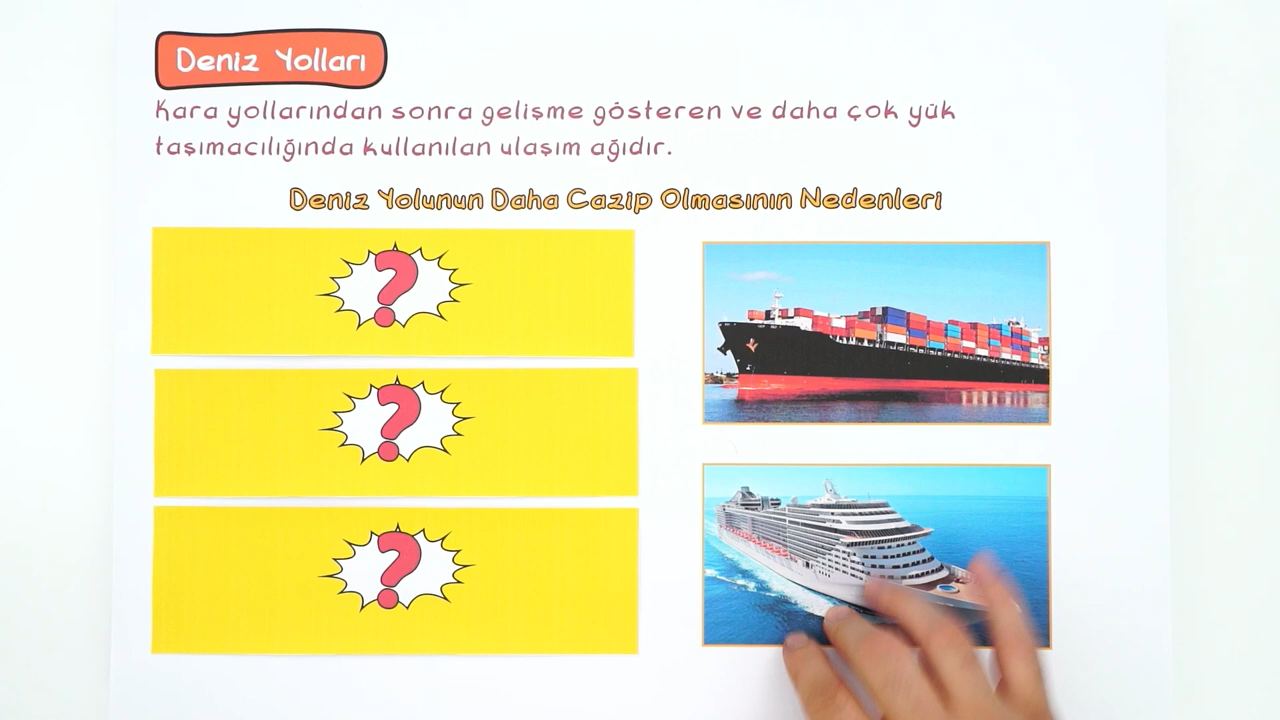 Deniz Yolları
Kara yollarından sonra gelişme gösteren ve daha çok yük
taşımacılığında kullanılan ulaşım ağıdır.
Deniz Yolunun Daha Cazip Olmasının Nedenleri
?
?
?